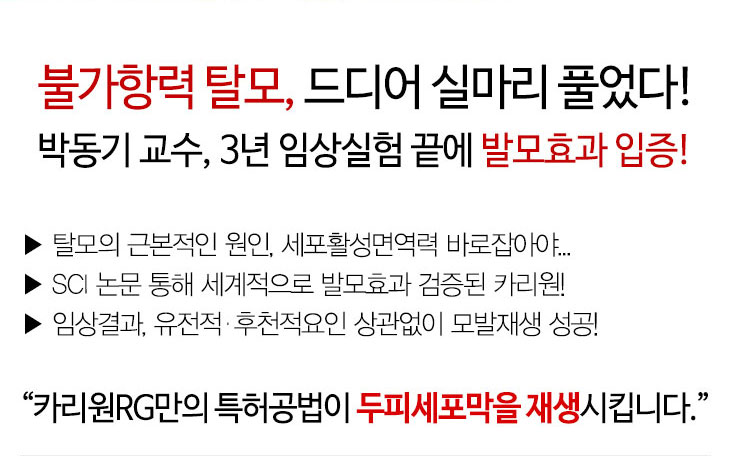 불가항력 탈모, 드디어 실마리 풀었다!
박동기 교수, 3년 임상실험 끝에 발모효과 입증!
▶ 탈모의 근본적인 원인, 세포활성면역력 바로잡아야...
▶ SCI 논문 통해 세계적으로 발모효과 검증된 카리원!
▶ 임상결과, 유전적·후천적요인 상관없이 모발재생 성공!
“카리원RG만의 특허공법이 두피세포막을 재생시킵니다.”